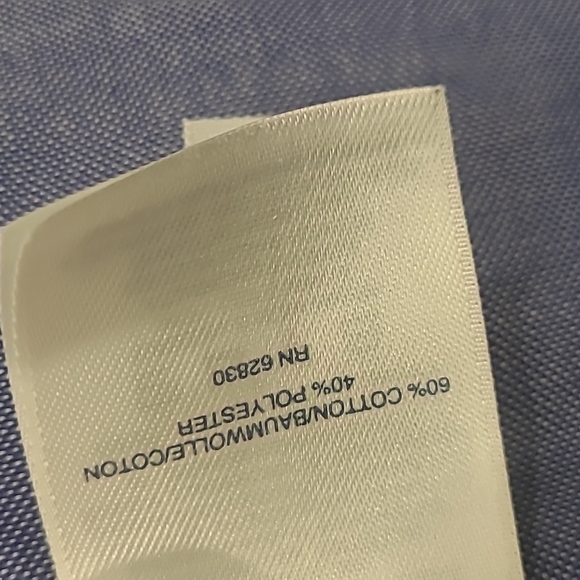 60% COTTON/BAUMWOLLE/COTON
40% POLYESTER
RN 62830